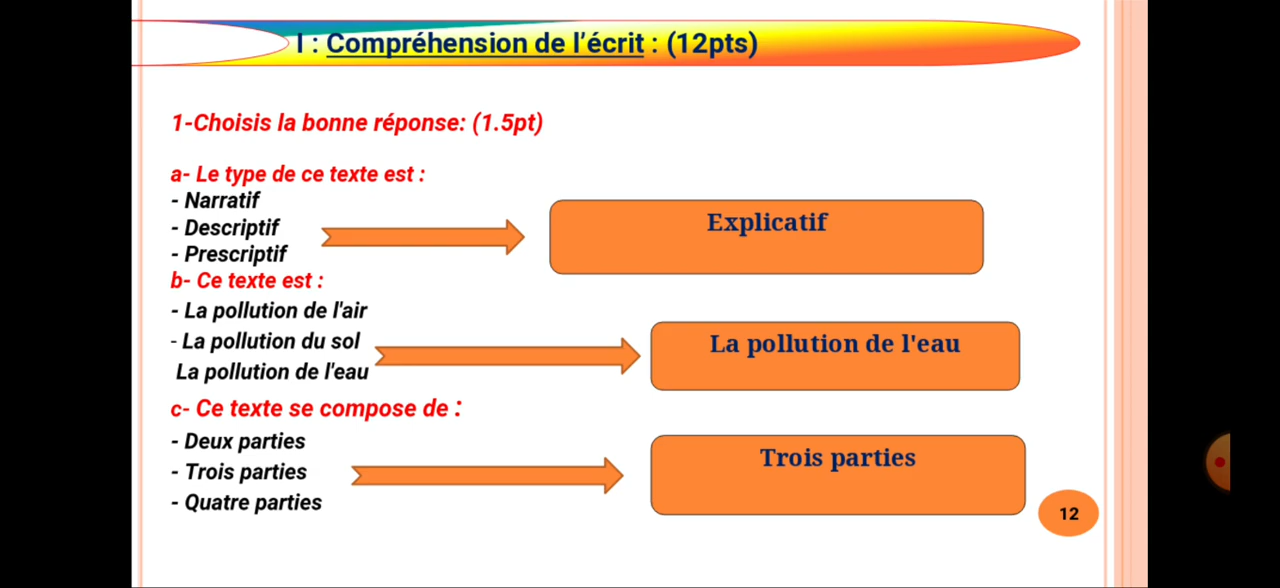 I : Compréhension de l’écrit : (12pts)
1-Choisis la bonne réponse: (1.5pt)
a- Le type de ce texte est :
- Narratif
- Descriptif
- Prescriptif
Explicatif
b- Ce texte est :
- La pollution de l'air
- La pollution du sol
La pollution de l'eau
La pollution de l'eau
c- Ce texte se compose de :
- Deux parties
- Trois parties
- Quatre parties
Trois parties
12